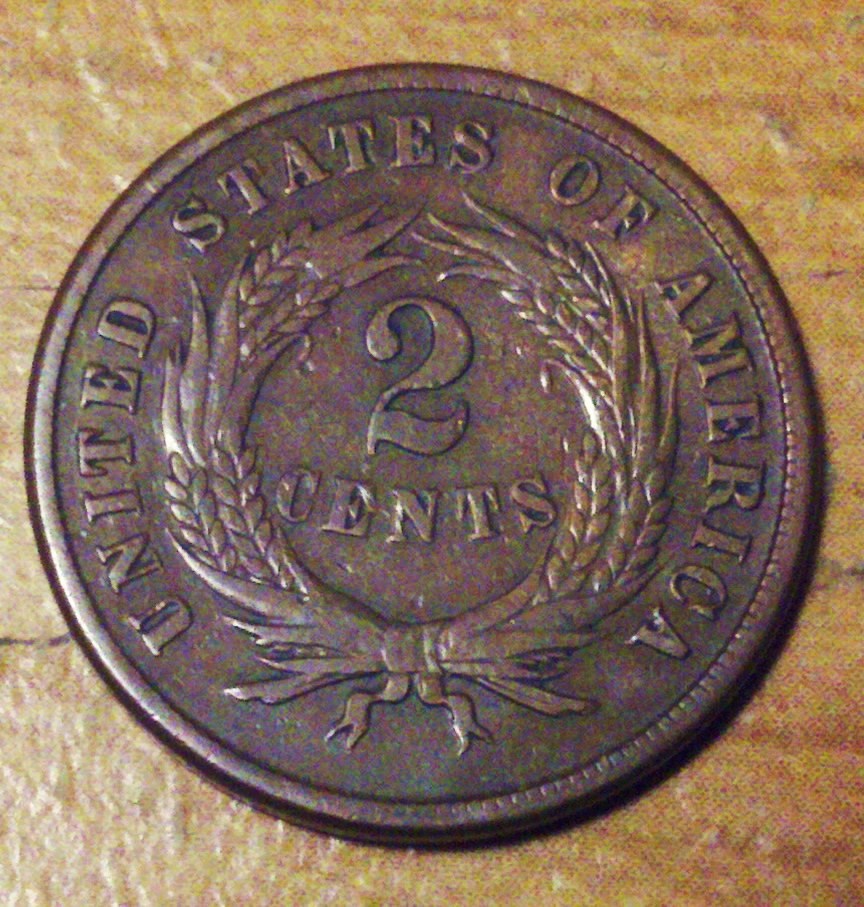 UNITED STATES OF AMERICA
2
CENTS